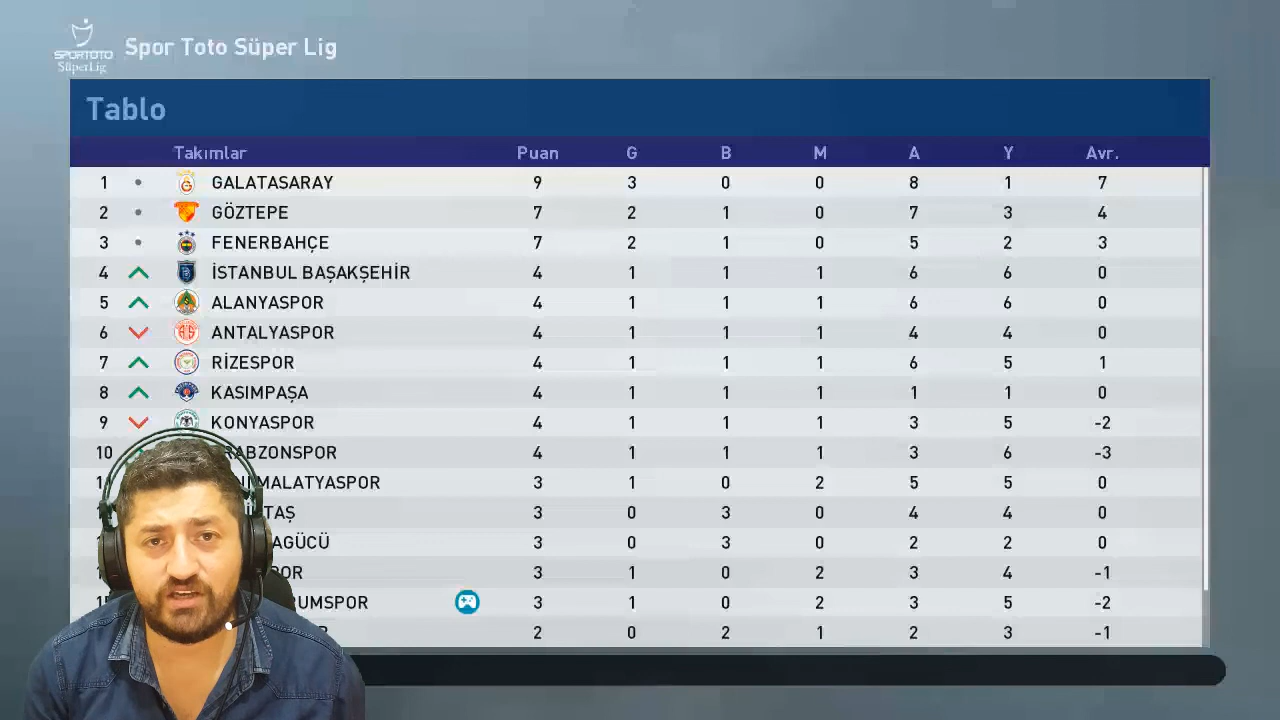 SPORTOTO
SüperLig
Spor Toto Süper Lig
Tablo
Takımlar Puan G B M A Y Avr.
1 GALATASARAY 9 3 0 0 8 1 7
2 GÖZTEPE 7 2 1 0 7 3 4
3 FENERBAHÇE 7 2 1 0 5 2 3
4 İSTANBUL BAŞAKŞEHİR 4 1 1 1 6 6 0
5 ALANYASPOR 4 1 1 1 6 6 0
6 ANTALYASPOR 4 1 1 1 4 4 0
7 RİZESPOR 4 1 1 1 6 5 1
8 KASIMPAŞA 4 1 1 1 1 1 0
9 KONYASPOR 4 1 1 1 3 5 -2
10 RABZONSPOR 4 1 1 1 3 6 -3
MALATYASPOR 3 1 0 2 5 5 0
TAŞ 3 0 3 0 4 4 0
AGÜCÜ 3 0 3 0 2 2 0
POR 3 1 0 2 3 4 -1
RUMSPOR 3 1 0 2 3 5 -2
2 0 2 1 2 3 -1